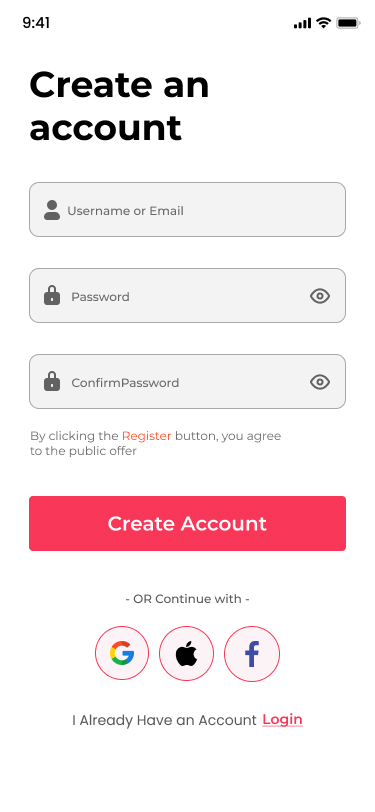 9:41
Create an
account
Username or Email
Password
ConfirmPassword
By clicking the Register button, you agree
to the public offer
Create Account
- OR Continue with -
I Already Have an Account Login